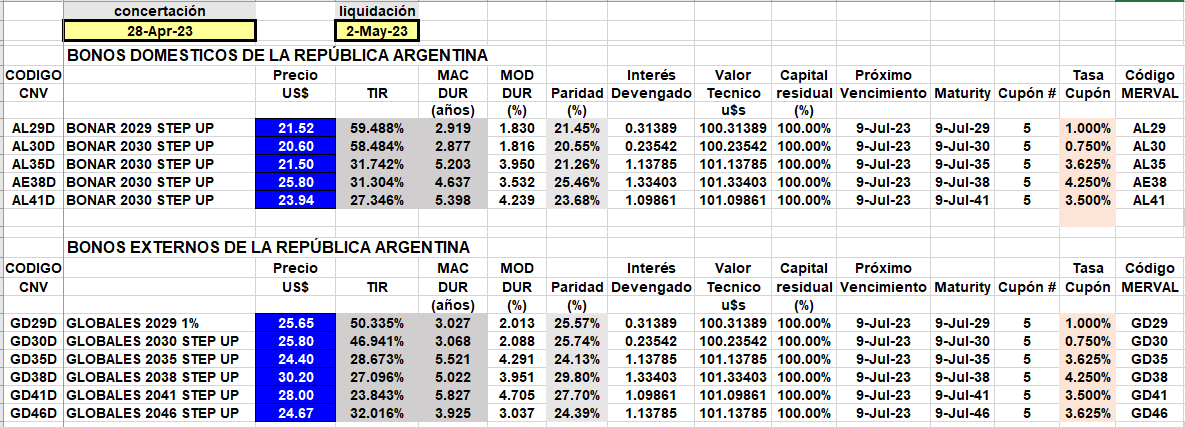 concertación liquidación
28-Apr-23 2-May-23
BONOS DOMESTICOS DE LA REPÚBLICA ARGENTINA
CODIGO Precio MAC MOD Interés Valor Capital Próximo Tasa Código
CNV US$ TIR DUR DUR Paridad Devengado Tecnico residual Vencimiento Maturity Cupón # Cupón MERVAL
(años) (%) (%) u$s (%)
AL29D BONAR 2029 STEP UP 21.52 59.488% 2.919 1.830 21.45% 0.31389 100.31389 100.00% 9-Jul-23 9-Jul-29 5 1.000% AL29
AL30D BONAR 2030 STEP UP 20.60 58.484% 2.877 1.816 20.55% 0.23542 100.23542 100.00% 9-Jul-23 9-Jul-30 5 0.750% AL30
AL35D BONAR 2030 STEP UP 21.50 31.742% 5.203 3.950 21.26% 1.13785 101.13785 100.00% 9-Jul-23 9-Jul-35 5 3.625% AL35
AE38D BONAR 2030 STEP UP 25.80 31.304% 4.637 3.532 25.46% 1.33403 101.33403 100.00% 9-Jul-23 9-Jul-38 5 4.250% AE38
AL41D BONAR 2030 STEP UP 23.94 27.346% 5.398 4.239 23.68% 1.09861 101.09861 100.00% 9-Jul-23 9-Jul-41 5 3.500% AL41
BONOS EXTERNOS DE LA REPÚBLICA ARGENTINA
CODIGO Precio MAC MOD Interés Valor Capital Próximo Tasa Código
CNV US$ TIR DUR DUR Paridad Devengado Tecnico residual Vencimiento Maturity Cupón # Cupón MERVAL
(años) (%) (%) u$s (%)
GD29D GLOBALES 2029 1% 25.65 50.335% 3.027 2.013 25.57% 0.31389 100.31389 100.00% 9-Jul-23 9-Jul-29 5 1.000% GD29
GD30D GLOBALES 2030 STEP UP 25.80 46.941% 3.068 2.088 25.74% 0.23542 100.23542 100.00% 9-Jul-23 9-Jul-30 5 0.750% GD30
GD35D GLOBALES 2035 STEP UP 24.40 28.673% 5.521 4.291 24.13% 1.13785 101.13785 100.00% 9-Jul-23 9-Jul-35 5 3.625% GD35
GD38D GLOBALES 2038 STEP UP 30.20 27.096% 5.022 3.951 29.80% 1.33403 101.33403 100.00% 9-Jul-23 9-Jul-38 5 4.250% GD38
GD41D GLOBALES 2041 STEP UP 28.00 23.843% 5.827 4.705 27.70% 1.09861 101.09861 100.00% 9-Jul-23 9-Jul-41 5 3.500% GD41
GD46D GLOBALES 2046 STEP UP 24.67 32.016% 3.925 3.037 24.39% 1.13785 101.13785 100.00% 9-Jul-23 9-Jul-46 5 3.625% GD46